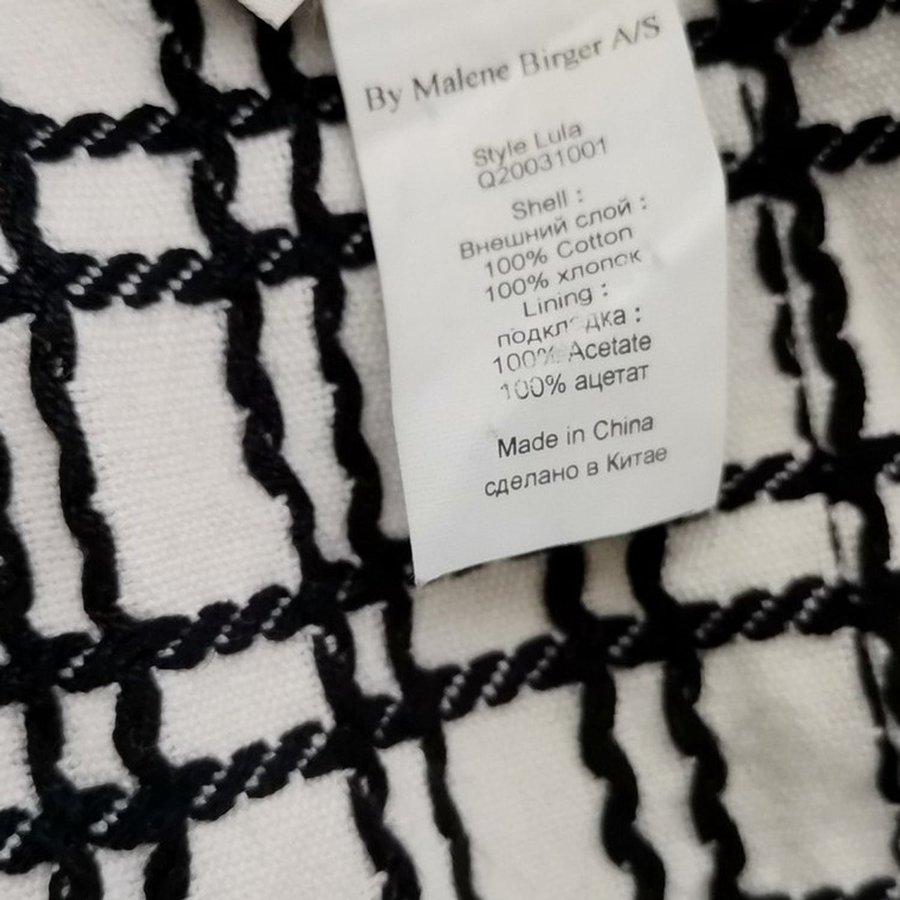 By Malene Birger A/S
Style Lula
Q20031001
Shell :
Внешний слой :
100% Cotton
100% хлопок
Lining :
подкладка :
100% Acetate
100% ацетат
Made in China
сделано в Китае